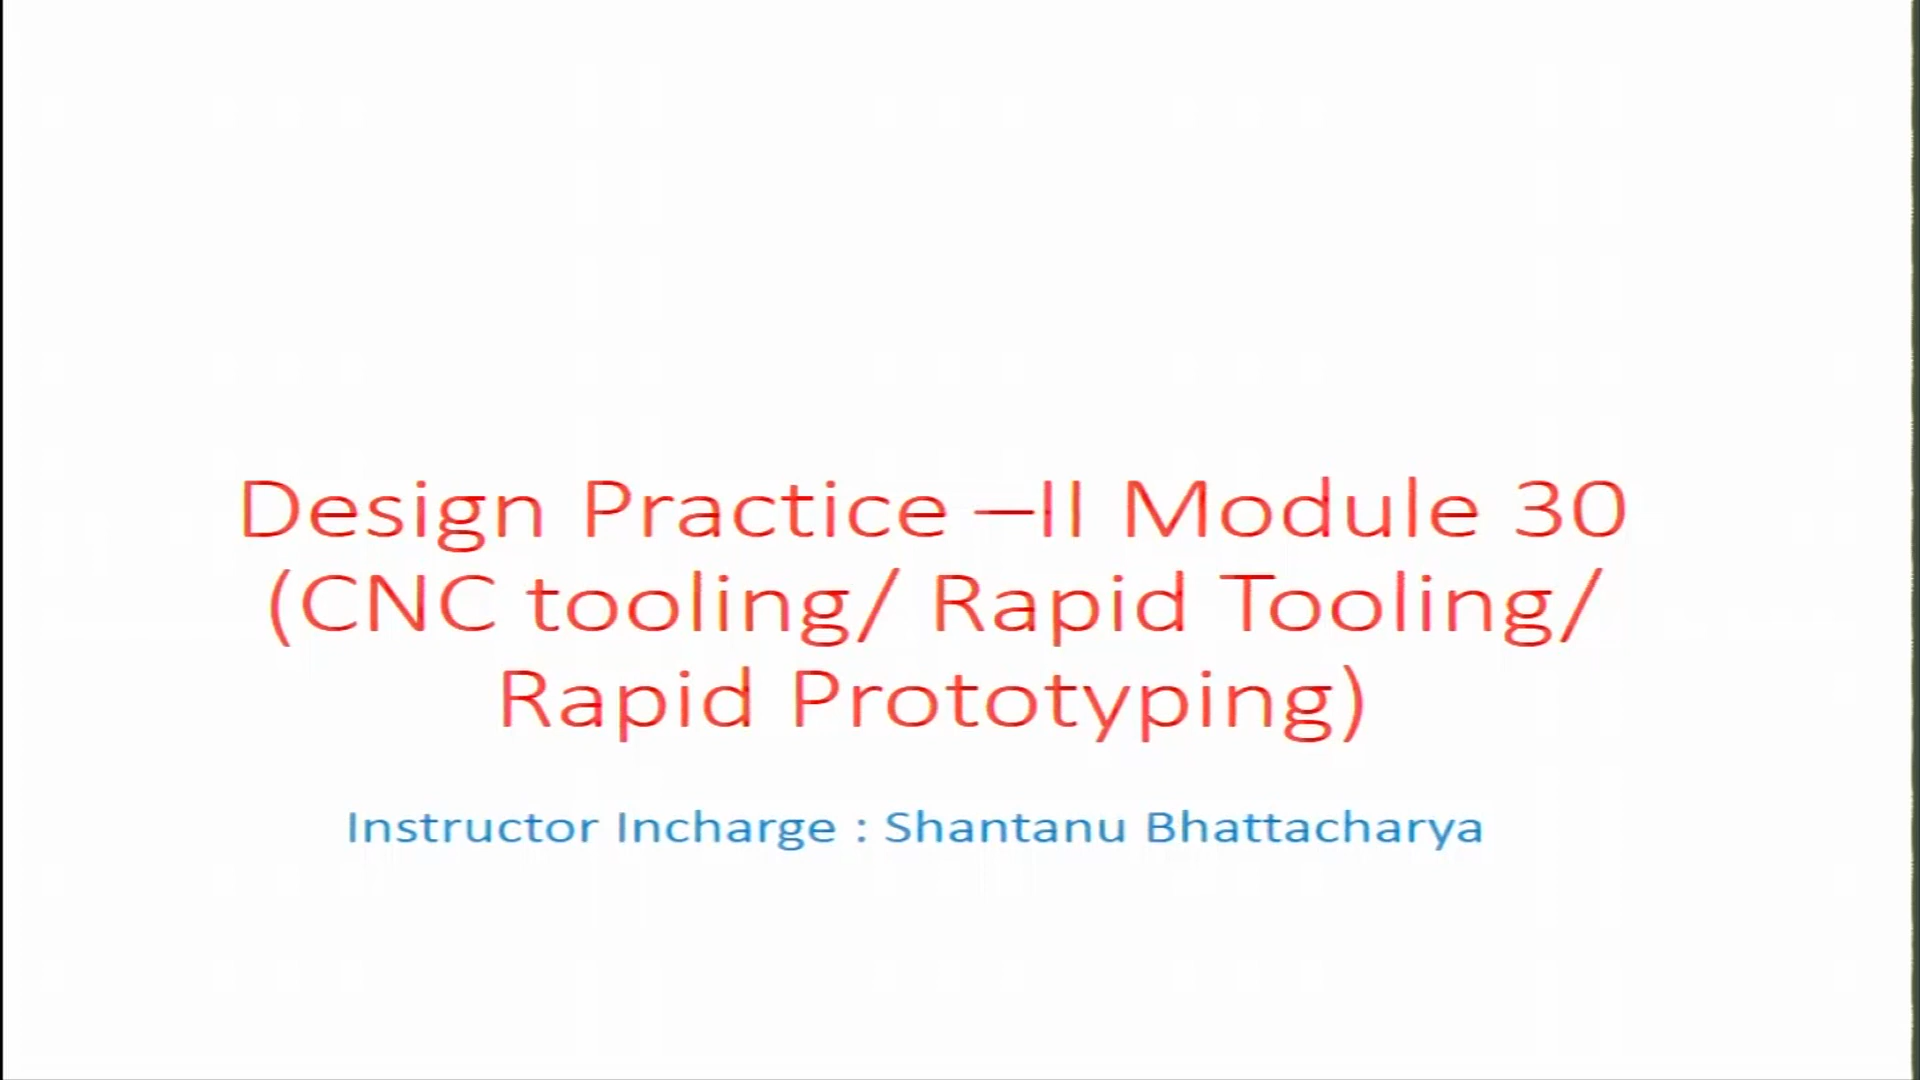 Design Practice –II Module 30
(CNC tooling/ Rapid Tooling/
Rapid Prototyping)
Instructor Incharge : Shantanu Bhattacharya